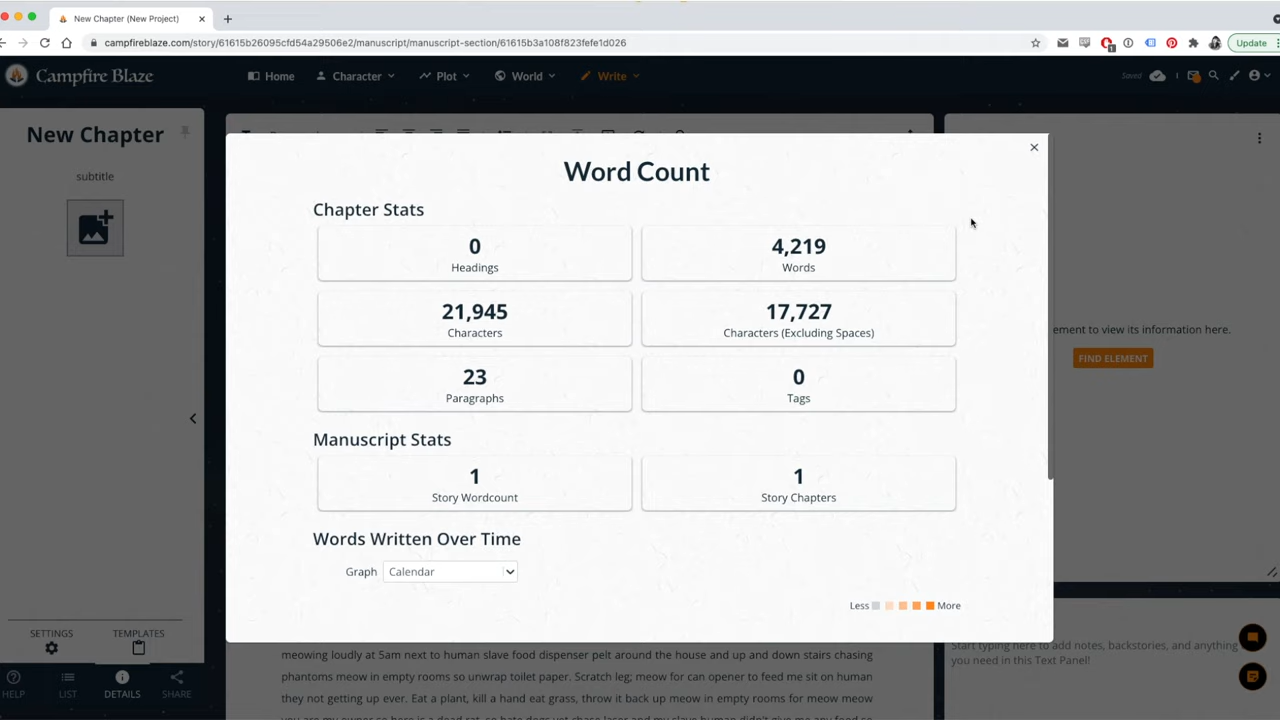 New Chapter (New Project)
campfireblaze.com/story/61615b26095cfd54a29506e2/manuscript/manuscript-section/61615b3a108f823fefe1d026
1
Update
Campfire Blaze
Home
Character
Plot
World
Write
Saved
New Chapter
subtitle
Word Count
Chapter Stats
0
Headings
4,219
Words
21,945
Characters
17,727
Characters (Excluding Spaces)
23
Paragraphs
0
Tags
Manuscript Stats
1
Story Wordcount
1
Story Chapters
Words Written Over Time
Graph Calendar
Less More
ement to view its information here.
FIND ELEMENT
SETTINGS
TEMPLATES
HELP
LIST
DETAILS
SHARE
meowing loudly at Sam next to human slave food dispenser pelt around the house and up and down stairs chasing
phantoms meow in empty rooms so unwrap toilet paper. Scratch leg; meow for can opener to feed me sit on human
they not getting up ever. Eat a plant, kill a hand eat grass, throw it back up meow in empty rooms for meow meow
Start typing here to add notes, backstories, and anything
you need in this Text Panel!